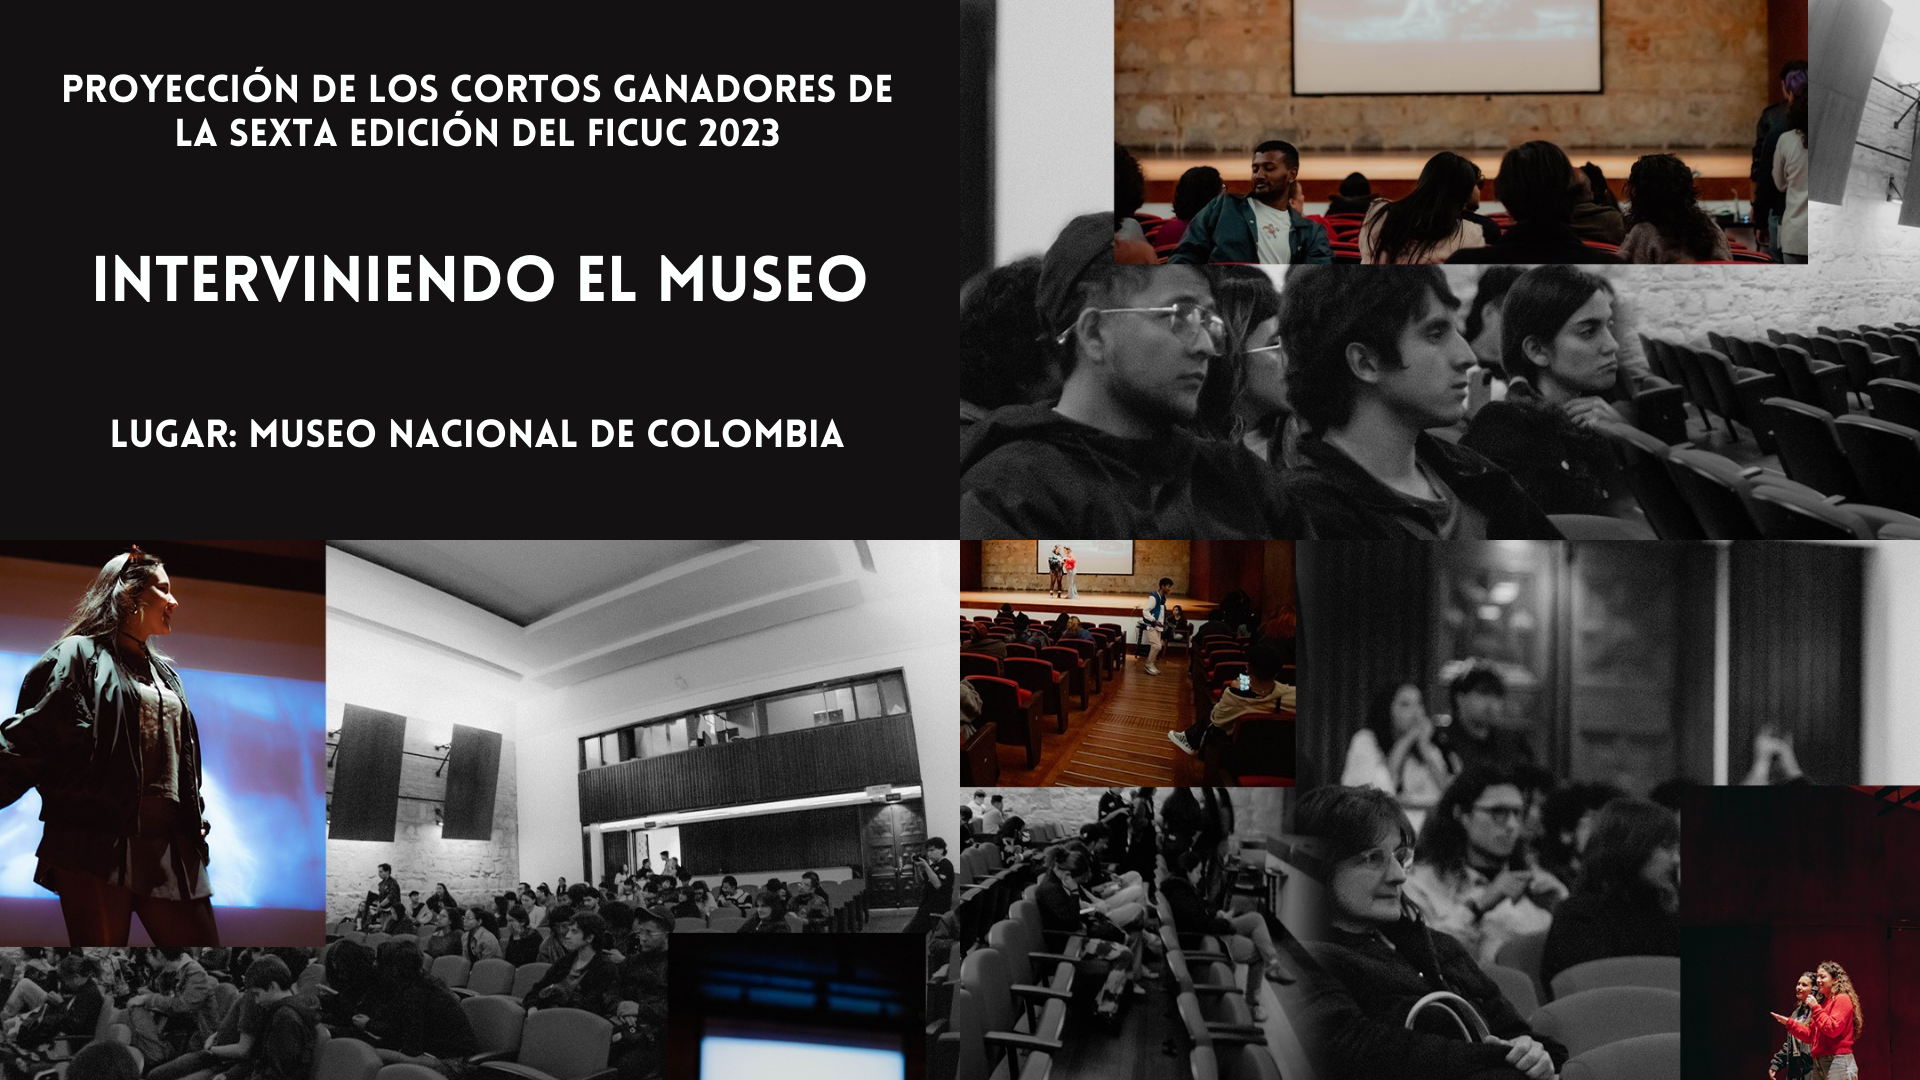 PROYECCIÓN DE LOS CORTOS GANADORES DE
LA SEXTA EDICIÓN DEL FICUC 2023
INTERVINIENDO EL MUSEO
LUGAR: MUSEO NACIONAL DE COLOMBIA